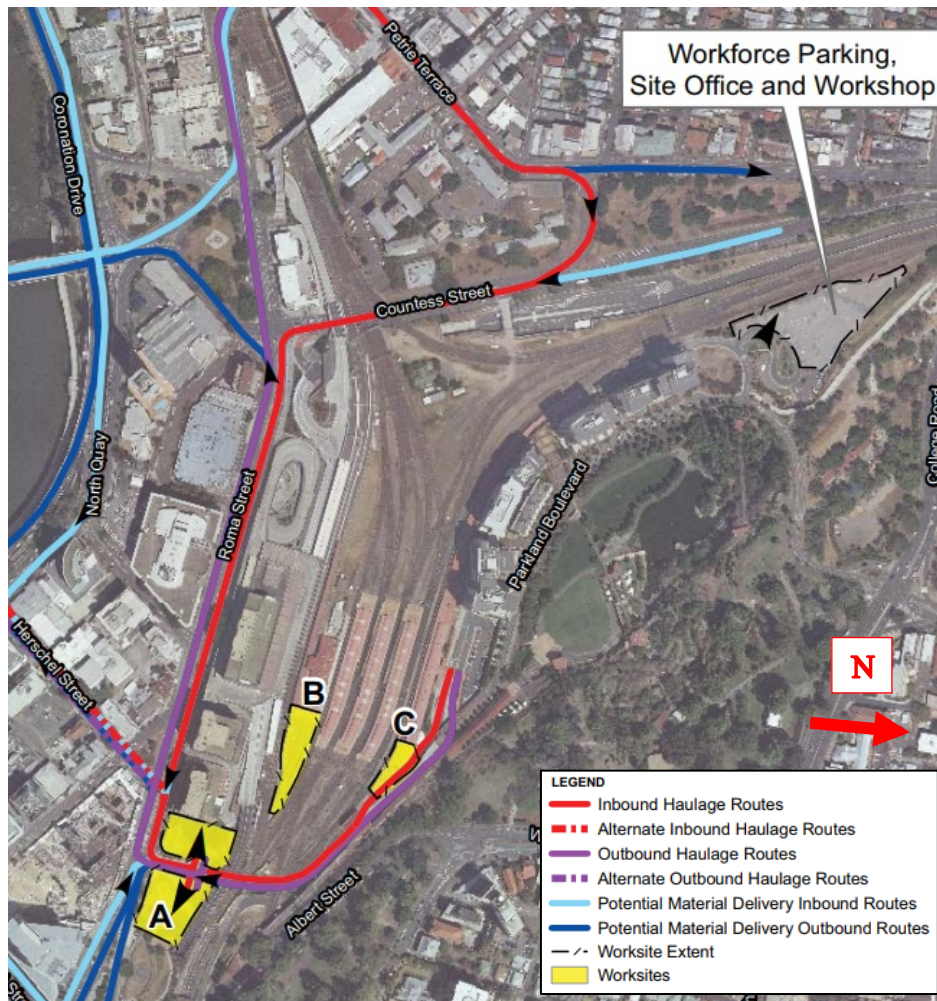 Petrie Terrace
Workforce Parking,
Site Office and Workshop
Coronation Drive
Countess Street
College Road
North Quay
Roma Street
Parkland Boulevard
Herschel Street
N
B
C
A
Albert Street
LEGEND
Inbound Haulage Routes
Alternate Inbound Haulage Routes
Outbound Haulage Routes
Alternate Outbound Haulage Routes
Potential Material Delivery Inbound Routes
Potential Material Delivery Outbound Routes
Worksite Extent
Worksites